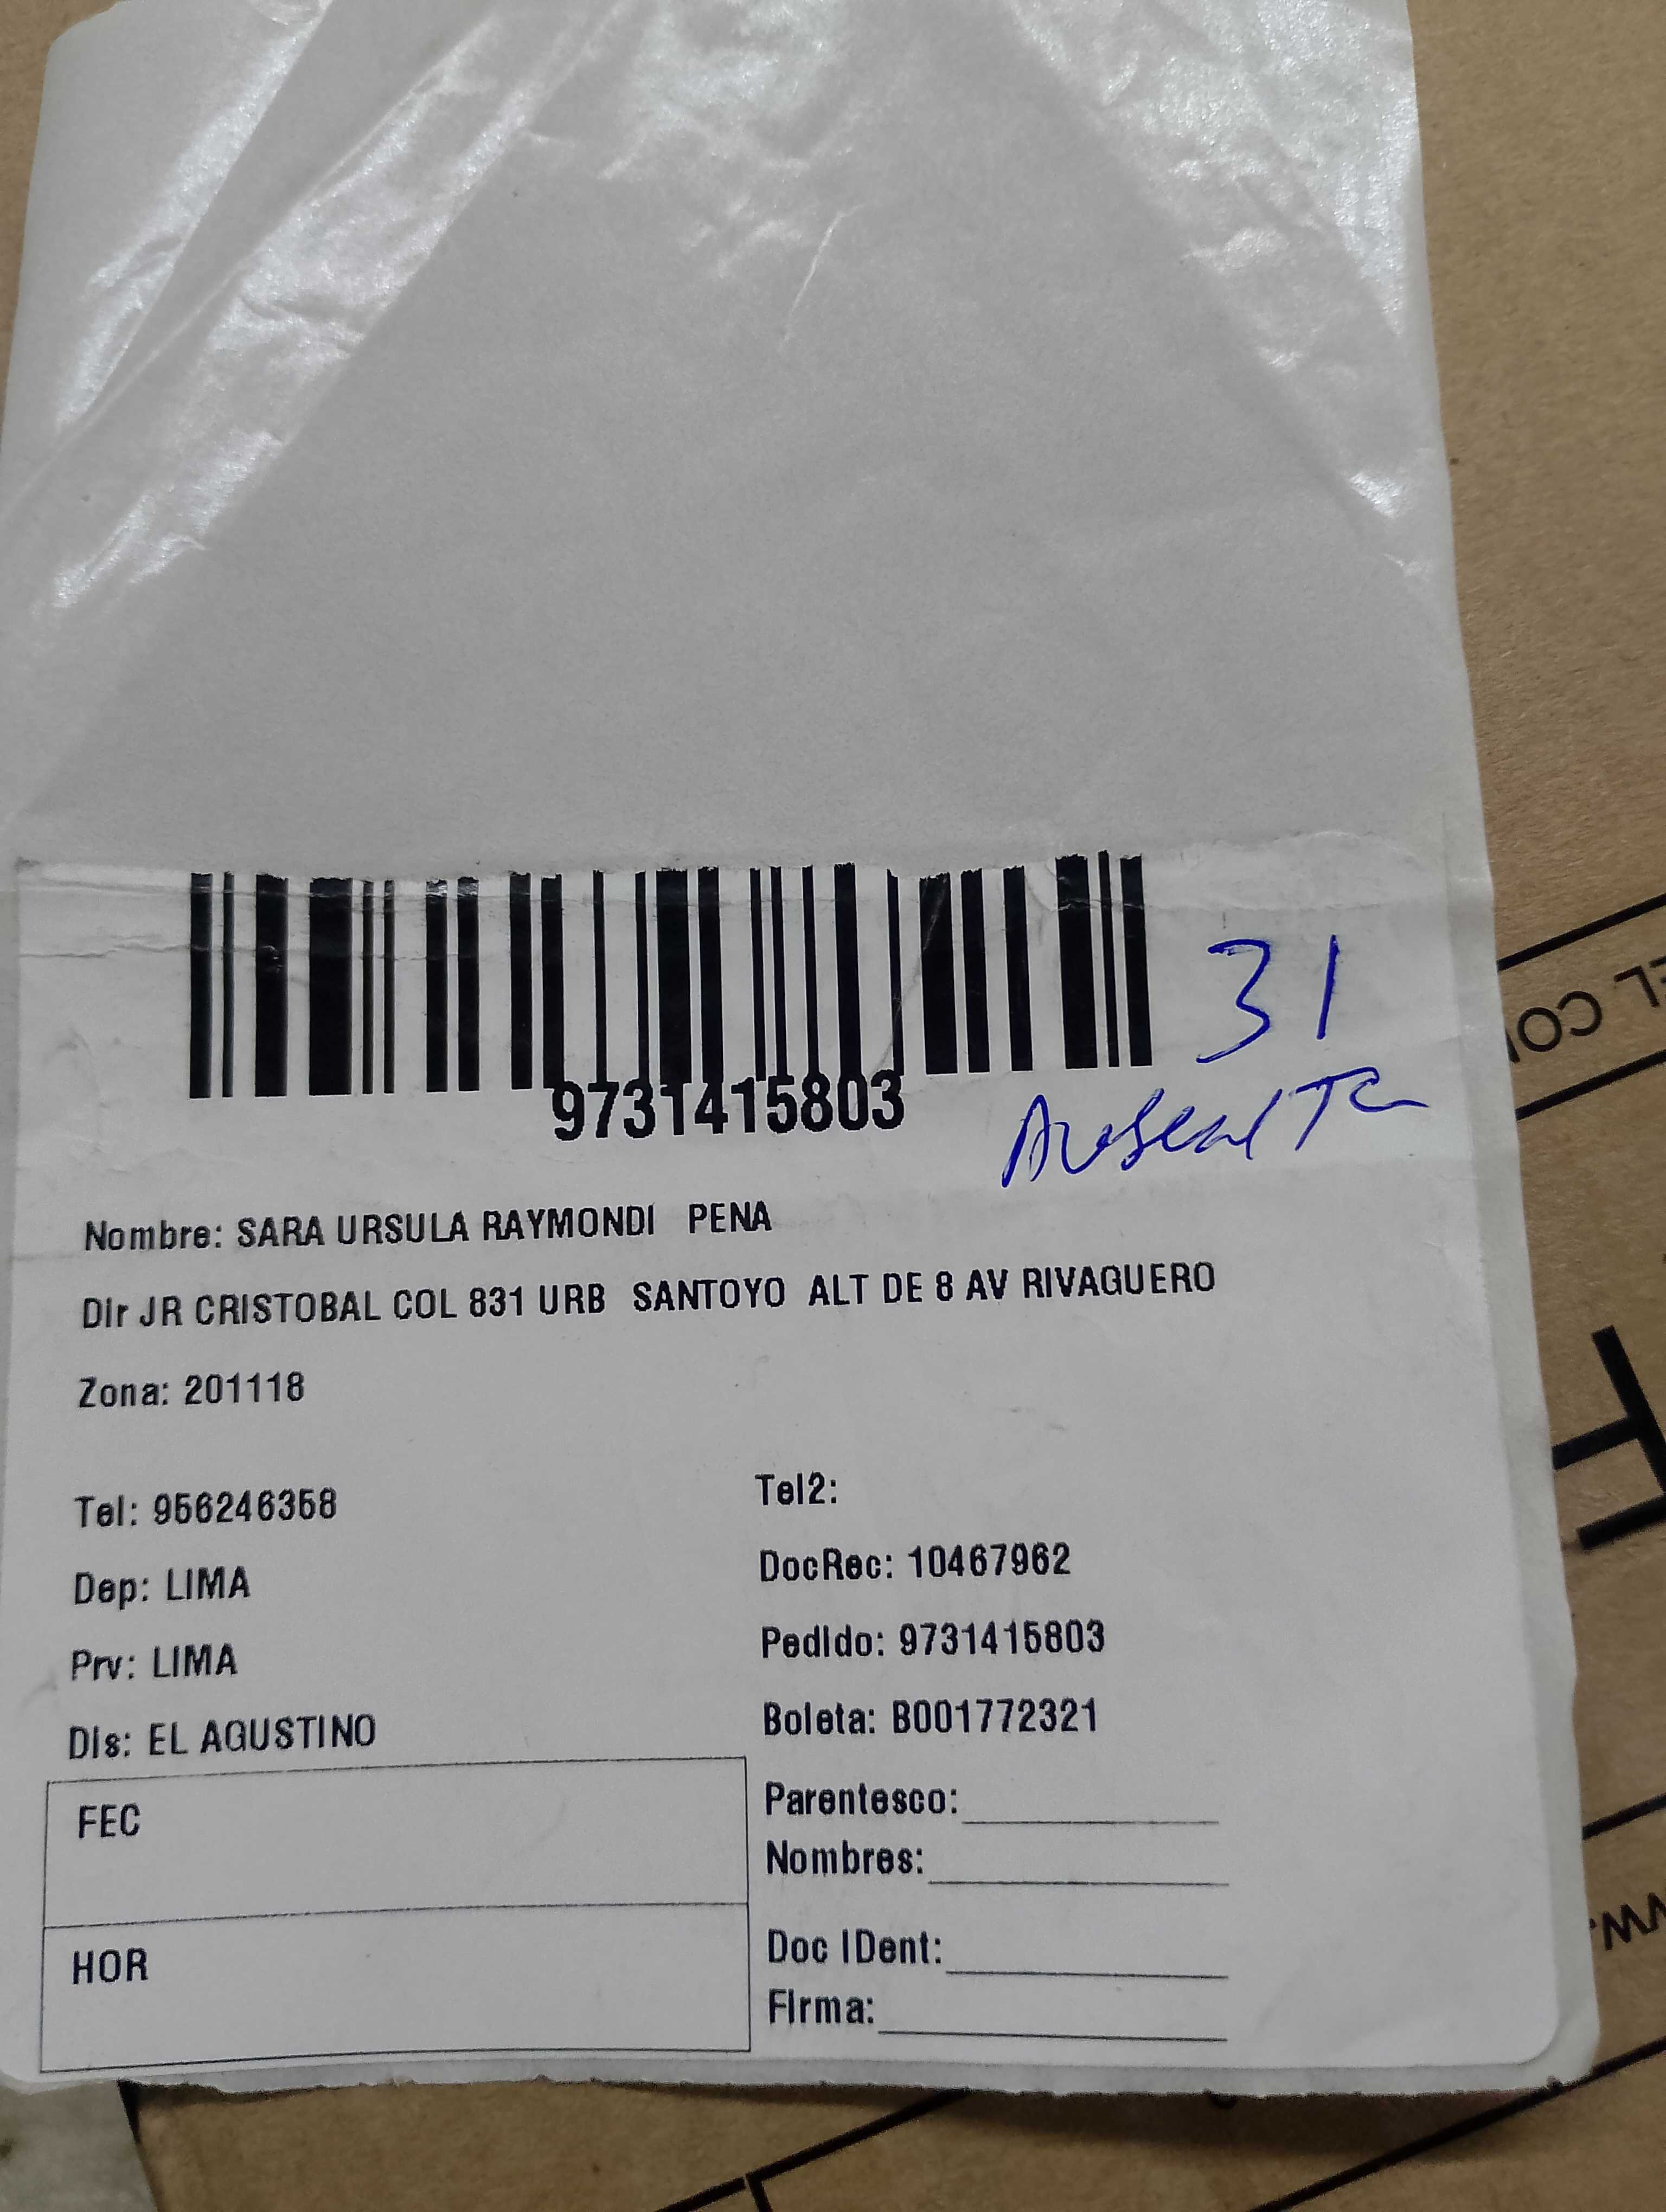 31
9731415803
Nombre: SARA URSULA RAYMONDI PENA
Dir JR CRISTOBAL COL 831 URB SANTOYO ALT DE 8 AV RIVAGUERO
Zona: 201118
Tel: 956246358
Tel2:
Dep: LIMA
DocRec: 10467962
Prv: LIMA
Pedido: 9731415803
Dis: EL AGUSTINO
Boleta: B001772321
FEC
Parentesco:
Nombres:
HOR
Doc IDent:
Firma:
EL CO